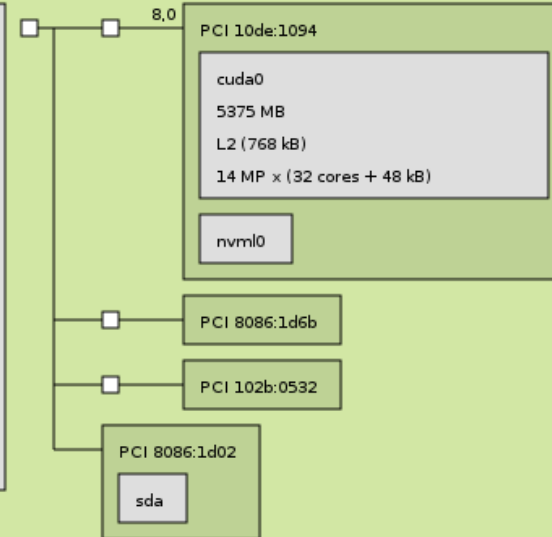 8,0
PCI 10de:1094
cuda0
5375 MB
L2 (768 kB)
14 MP x (32 cores + 48 kB)
nvml0
PCI 8086:1d6b
PCI 102b:0532
PCI 8086:1d02
sda